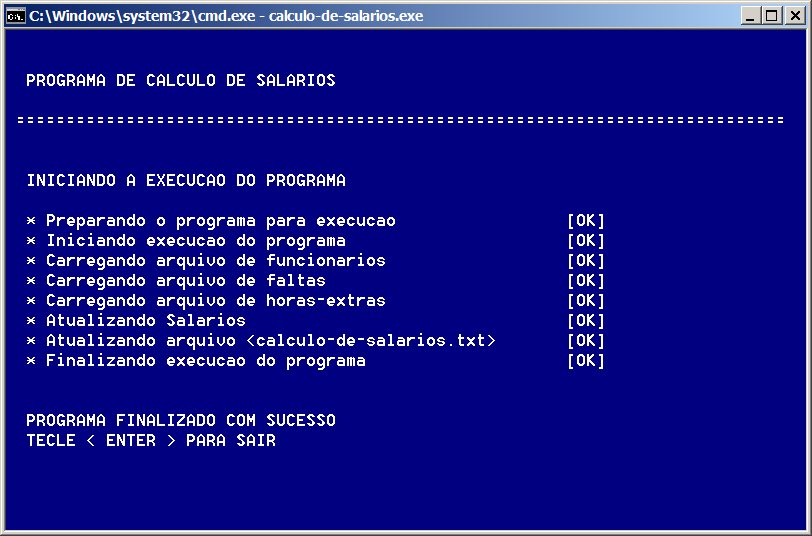 C:\Windows\system32\cmd.exe - calculo-de-salarios.exe
PROGRAMA DE CALCULO DE SALARIOS
=============================================================================
INICIANDO A EXECUCAO DO PROGRAMA
* Preparando o programa para execucao [OK]
* Iniciando execucao do programa [OK]
* Carregando arquivo de funcionarios [OK]
* Carregando arquivo de faltas [OK]
* Carregando arquivo de horas-extras [OK]
* Atualizando Salarios [OK]
* Atualizando arquivo <calculo-de-salarios.txt> [OK]
* Finalizando execucao do programa [OK]
PROGRAMA FINALIZADO COM SUCESSO
TECLE < ENTER > PARA SAIR